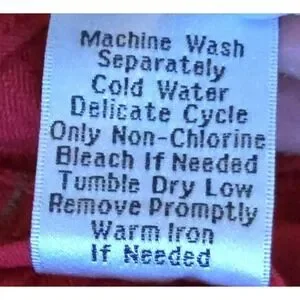 Machine Wash
Separately
Cold Water
Delicate Cycle
Only Non-Chlorine
Bleach If Needed
Tumble Dry Low
Remove Promptly
Warm Iron
If Needed